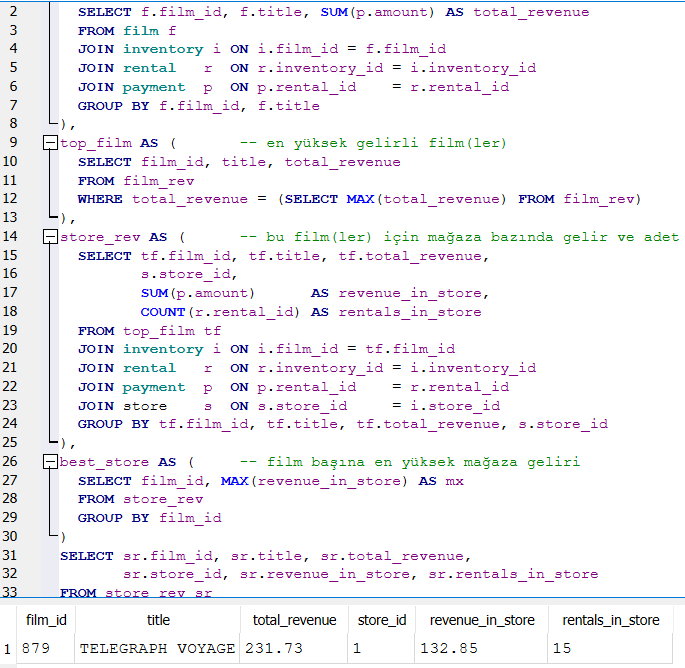 2 SELECT f.film_id, f.title, SUM(p.amount) AS total_revenue
3 FROM film f
4 JOIN inventory i ON i.film_id = f.film_id
5 JOIN rental r ON r.inventory_id = i.inventory_id
6 JOIN payment p ON p.rental_id = r.rental_id
7 GROUP BY f.film_id, f.title
8 ),
9 top_film AS ( -- en yüksek gelirli film(ler)
10 SELECT film_id, title, total_revenue
11 FROM film_rev
12 WHERE total_revenue = (SELECT MAX(total_revenue) FROM film_rev)
13 ),
14 store_rev AS ( -- bu film(ler) için mağaza bazında gelir ve adet
15 SELECT tf.film_id, tf.title, tf.total_revenue,
16 s.store_id,
17 SUM(p.amount) AS revenue_in_store,
18 COUNT(r.rental_id) AS rentals_in_store
19 FROM top_film tf
20 JOIN inventory i ON i.film_id = tf.film_id
21 JOIN rental r ON r.inventory_id = i.inventory_id
22 JOIN payment p ON p.rental_id = r.rental_id
23 JOIN store s ON s.store_id = i.store_id
24 GROUP BY tf.film_id, tf.title, tf.total_revenue, s.store_id
25 ),
26 best_store AS ( -- film başına en yüksek mağaza geliri
27 SELECT film_id, MAX(revenue_in_store) AS mx
28 FROM store_rev
29 GROUP BY film_id
30 )
31 SELECT sr.film_id, sr.title, sr.total_revenue,
32 sr.store_id, sr.revenue_in_store, sr.rentals_in_store
33 FROM store_rev sr
film_id title total_revenue store_id revenue_in_store rentals_in_store
1 879 TELEGRAPH VOYAGE 231.73 1 132.85 15